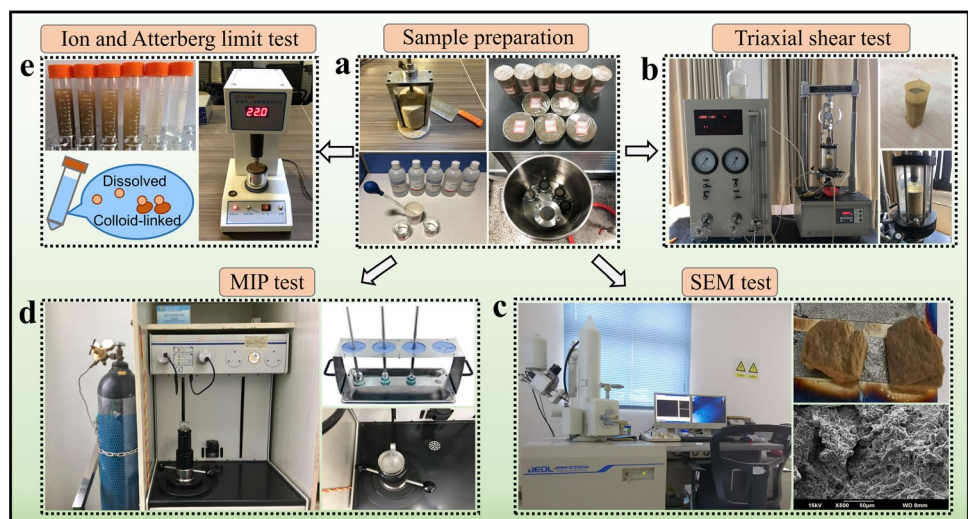 Ion and Atterberg limit test
Sample preparation
Triaxial shear test
e
a
b
22.0
Dissolved
Colloid-linked
MIP test
SEM test
d
c
JEOL
15kV X500 50µm WD 8mm